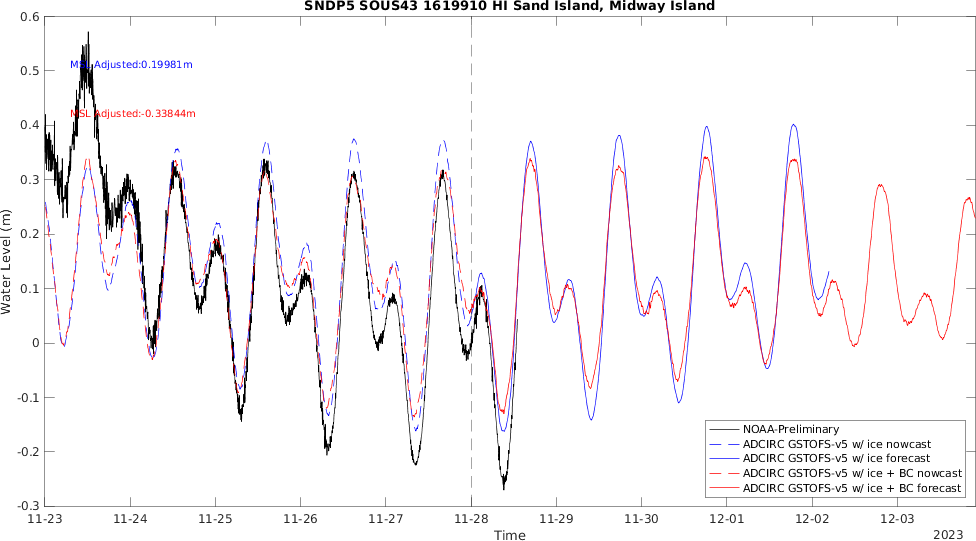 SNDP5 SOUS43 1619910 HI Sand Island, Midway Island
0.6
0.5
0.4
0.3
0.2
0.1
0
-0.1
-0.2
-0.3
Water Level (m)
MSL Adjusted:0.19981m
MSL Adjusted:-0.33844m
NOAA-Preliminary
ADCIRC GSTOFS-v5 w/ ice nowcast
ADCIRC GSTOFS-v5 w/ ice forecast
ADCIRC GSTOFS-v5 w/ ice + BC nowcast
ADCIRC GSTOFS-v5 w/ ice + BC forecast
11-23 11-24 11-25 11-26 11-27 11-28 11-29 11-30 12-01 12-02 12-03
Time
2023